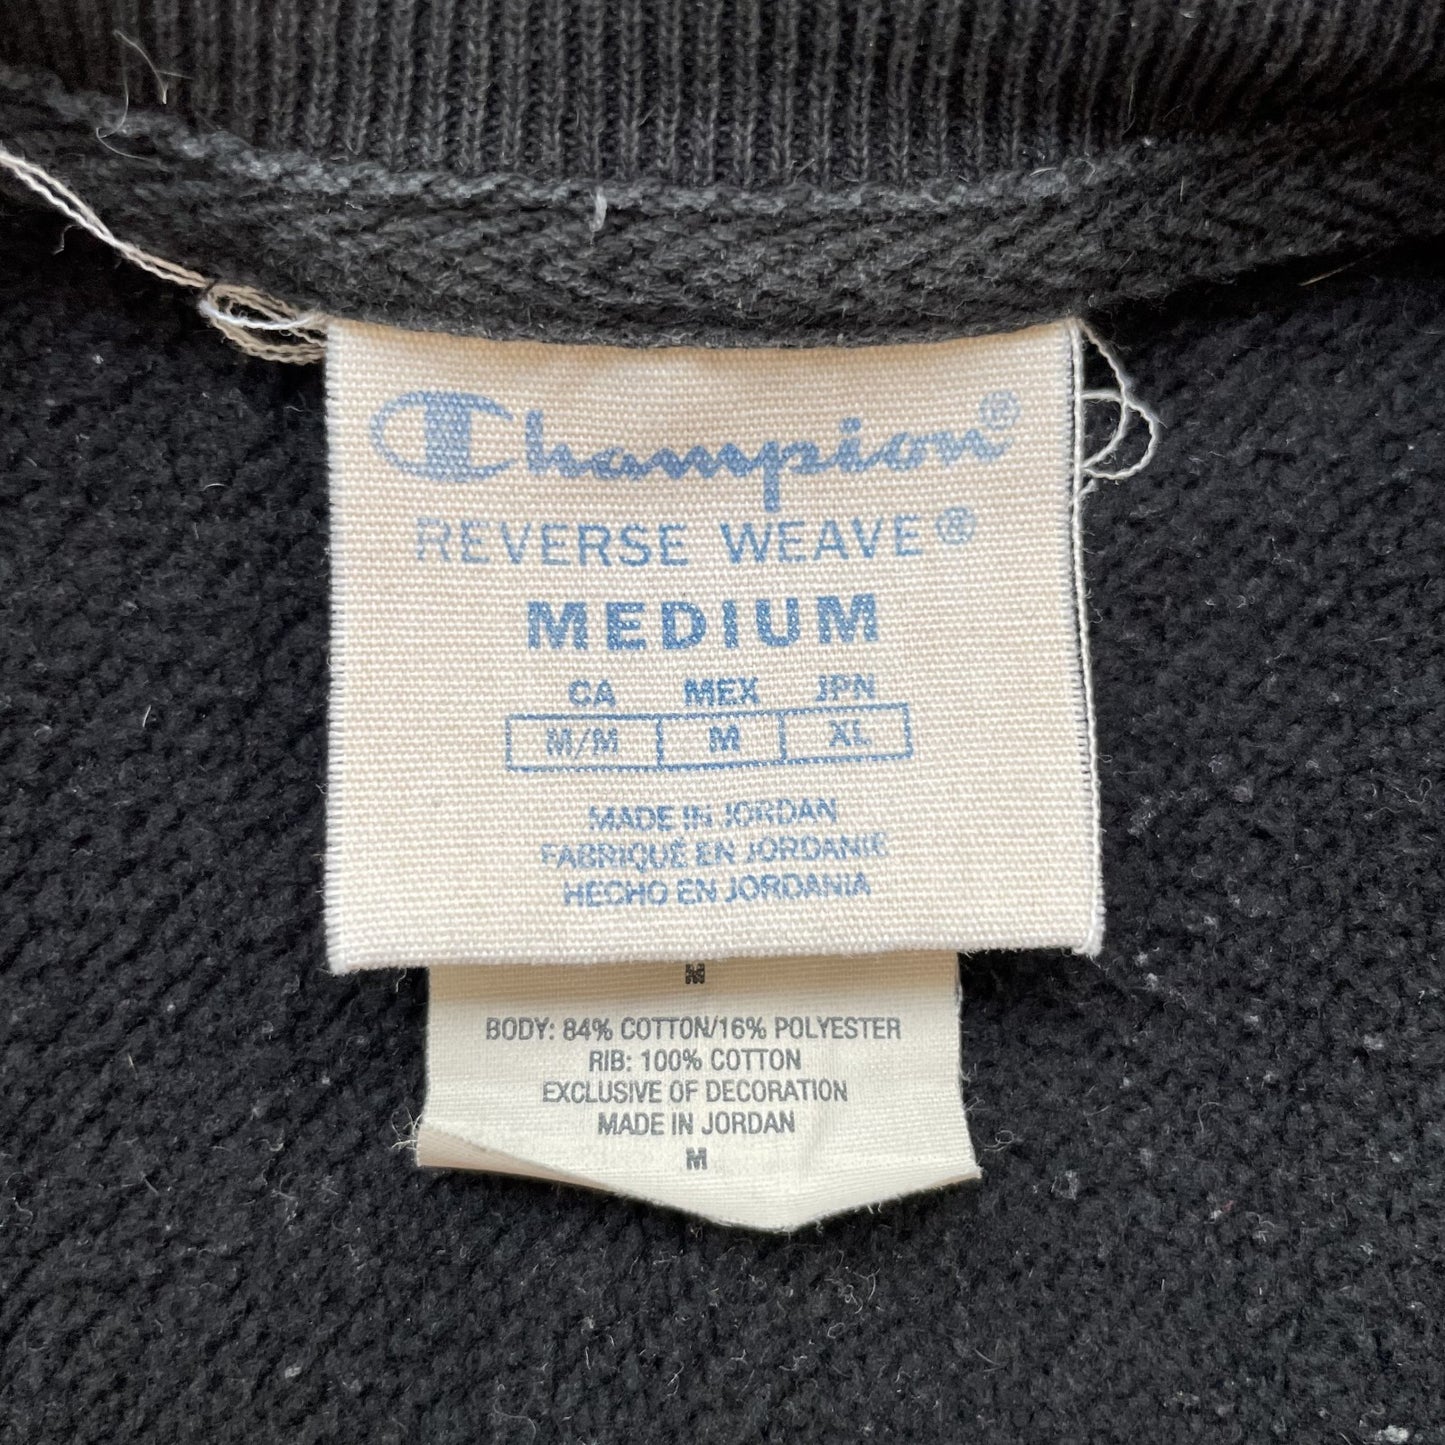 Champion®
REVERSE WEAVE®
MEDIUM
CA MEX JPN
M/M M XL
MADE IN JORDAN
FABRIQUÉ EN JORDANIE
HECHO EN JORDANIA
M
BODY: 84% COTTON/16% POLYESTER
RIB: 100% COTTON
EXCLUSIVE OF DECORATION
MADE IN JORDAN
M